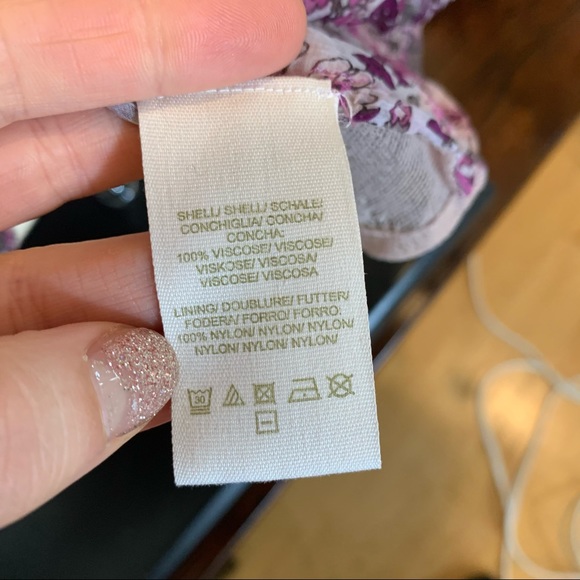 SHELL/ SHELL/ SCHALE/
CONCHIGLIA/ CONCHA/
CONCHA:
100% VISCOSE/ VISCOSE/
VISKOSE/ VISCOSA/
VISCOSE/ VISCOSA
LINING/ DOUBLURE/ FUTTER/
FODERA/ FORRO/ FORRO:
100% NYLON/ NYLON/ NYLON/
NYLON/ NYLON/ NYLON/
30